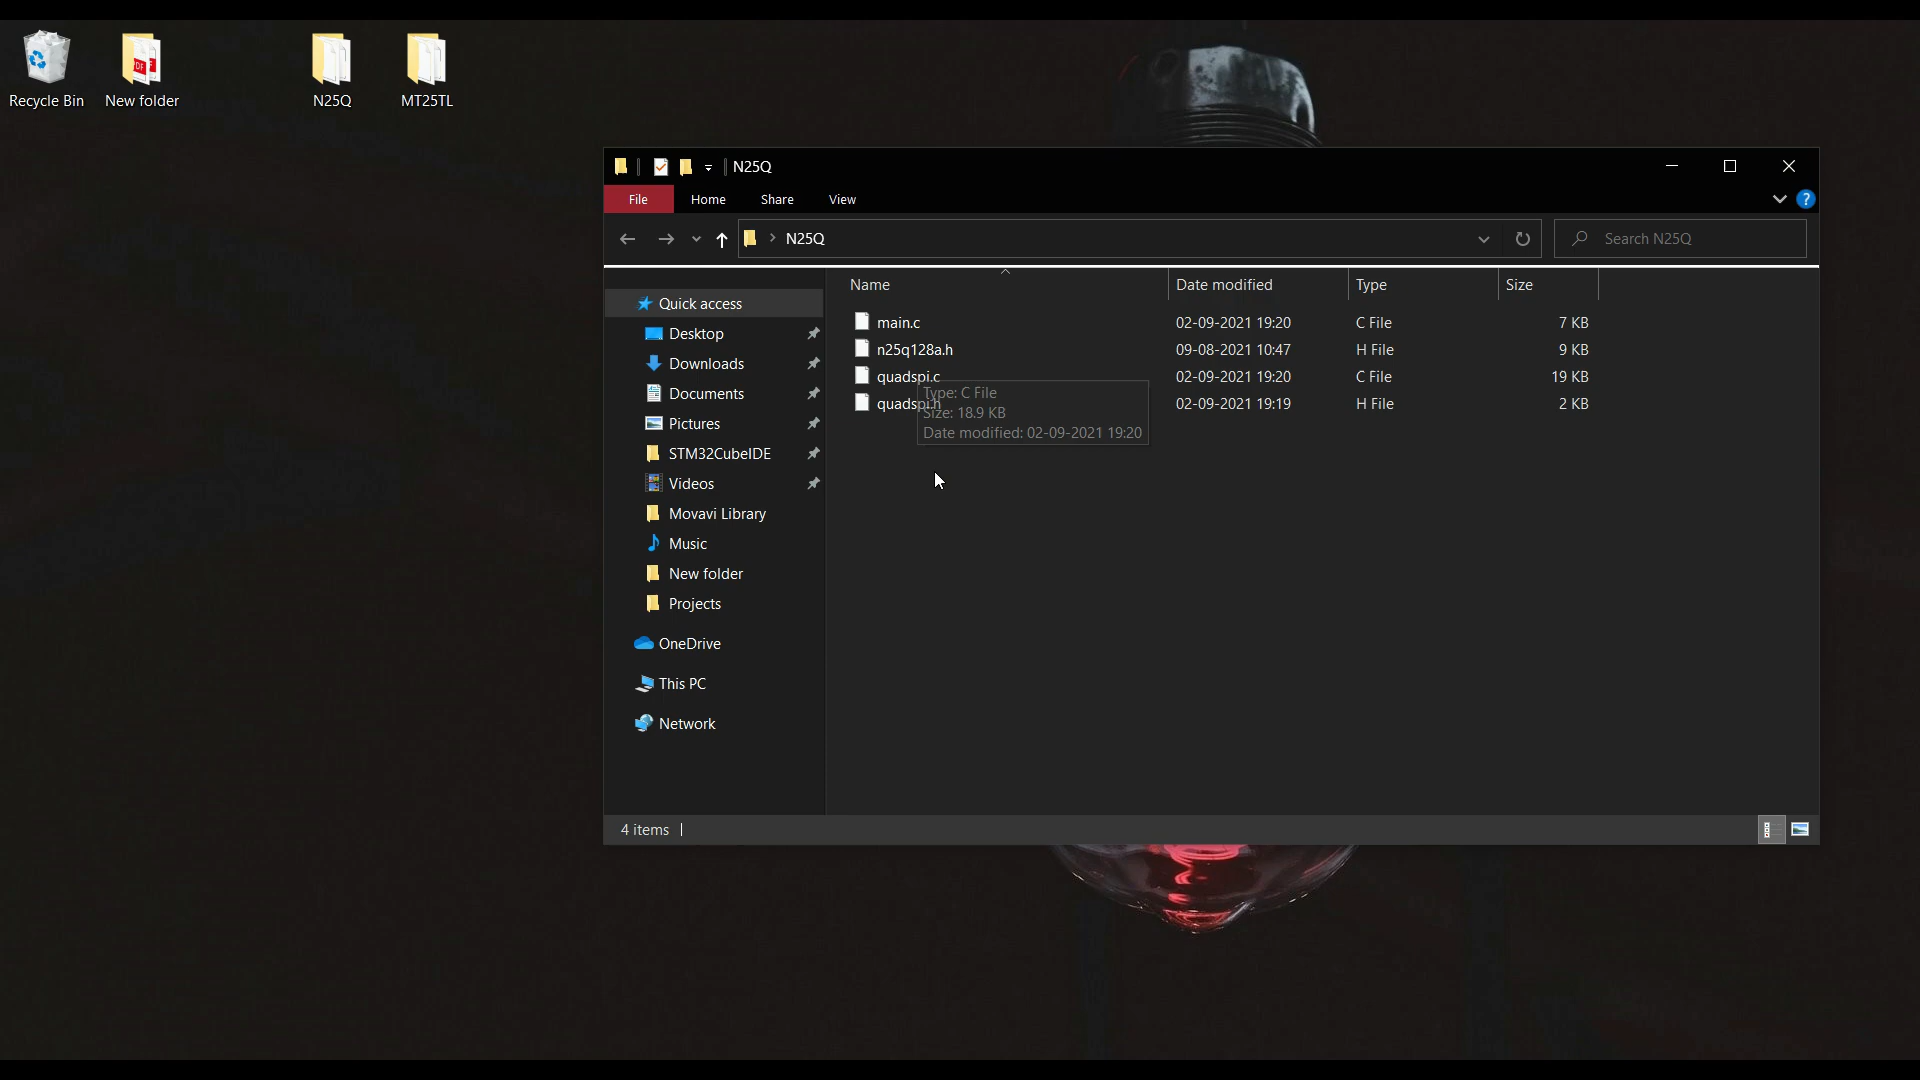 Recycle Bin
New folder
N25Q
MT25TL
N25Q
File
Home
Share
View
?
N25Q
Search N25Q
Name
Date modified
Type
Size
Quick access
Desktop
Downloads
Documents
Pictures
STM32CubeIDE
Videos
Movavi Library
Music
New folder
Projects
OneDrive
This PC
Network
main.c 02-09-2021 19:20 C File 7 KB
n25q128a.h 09-08-2021 10:47 H File 9 KB
quadspi.c 02-09-2021 19:20 C File 19 KB
quadspi.h 02-09-2021 19:19 H File 2 KB
Type: C File
Size: 18.9 KB
Date modified: 02-09-2021 19:20
4 items